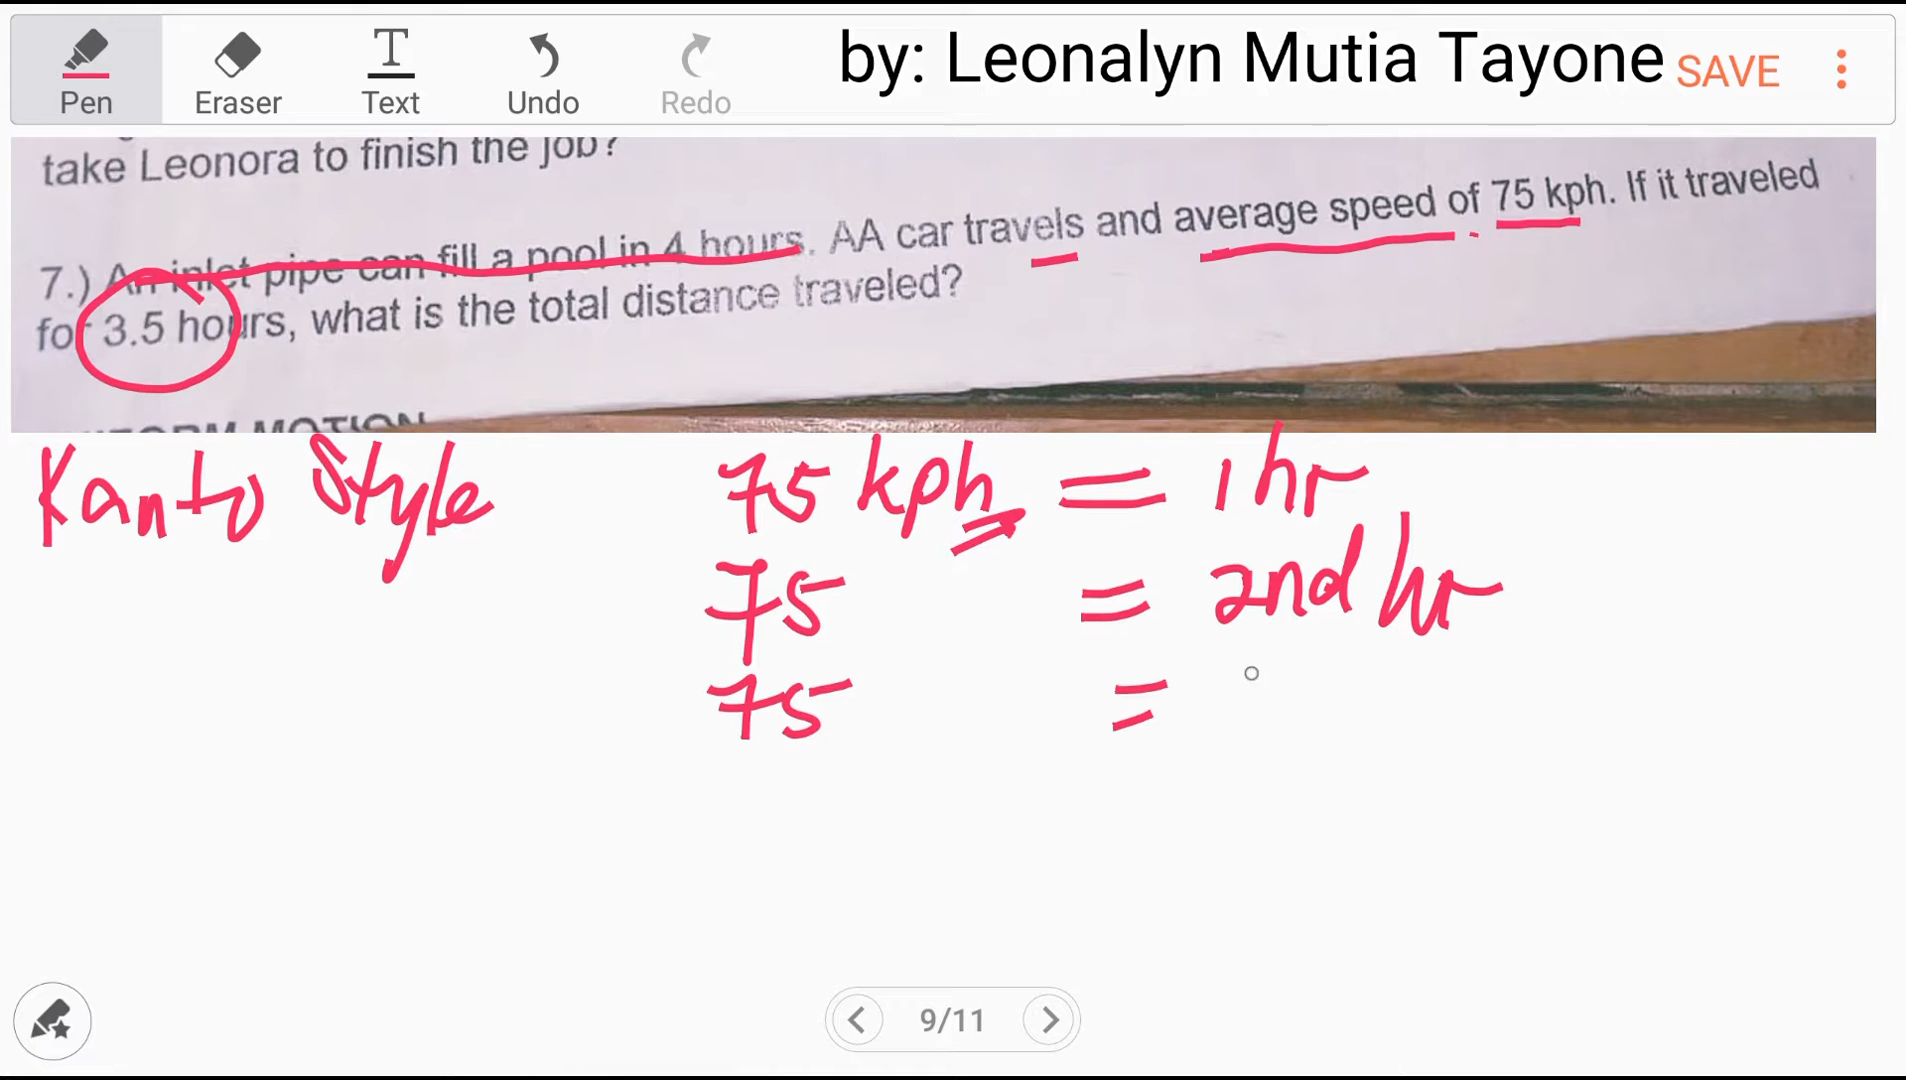 Pen
Eraser
Text
Undo
Redo
by: Leonalyn Mutia Tayone
SAVE
take Leonora to finish the job?
7.) An inlet pipe can fill a pool in 4 hours. AA car travels and average speed of 75 kph. If it traveled
for 3.5 hours, what is the total distance traveled?
MOTION
Kanto Style
75 kph = 1 hr
75 = 2nd hr
75 =
9/11